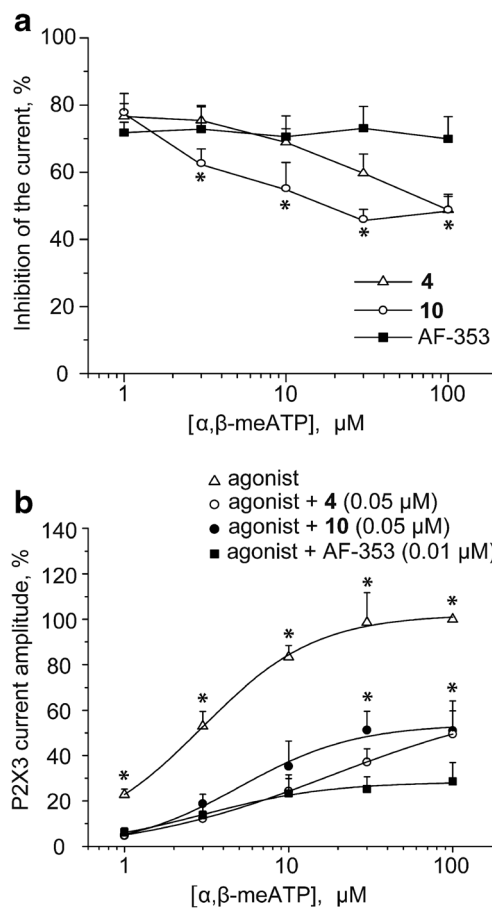 a
Inhibition of the current, %
100
80
60
40
20
0
* * * *
4
10
AF-353
1 10 100
[α,β-meATP], μM
b
agonist
agonist + 4 (0.05 μM)
agonist + 10 (0.05 μM)
agonist + AF-353 (0.01 μM)
P2X3 current amplitude, %
140
120
100
80
60
40
20
0
* * * * *
* *
1 10 100
[α,β-meATP], μM